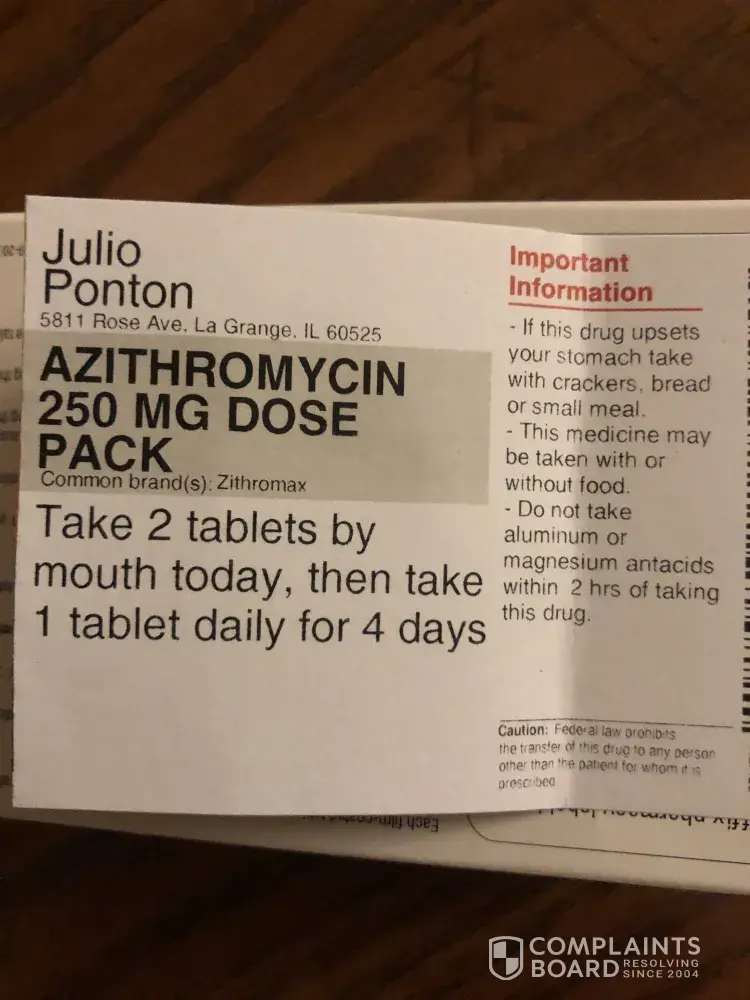 Julio
Ponton
5811 Rose Ave, La Grange, IL 60525
AZITHROMYCIN
250 MG DOSE
PACK
Common brand(s): Zithromax
Take 2 tablets by
mouth today, then take
1 tablet daily for 4 days
Important
Information
- If this drug upsets
your stomach take
with crackers, bread
or small meal.
- This medicine may
be taken with or
without food.
- Do not take
aluminum or
magnesium antacids
within 2 hrs of taking
this drug.
Caution: Federal law prohibits
the transfer of this drug to any person
other than the patient for whom it is
prescribed
Each film-coated
COMPLAINTS
BOARD RESOLVING
SINCE 2004